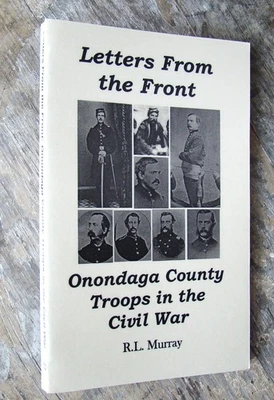 Letters From
the Front
Onondaga County
Troops in the
Civil War
R.L. Murray